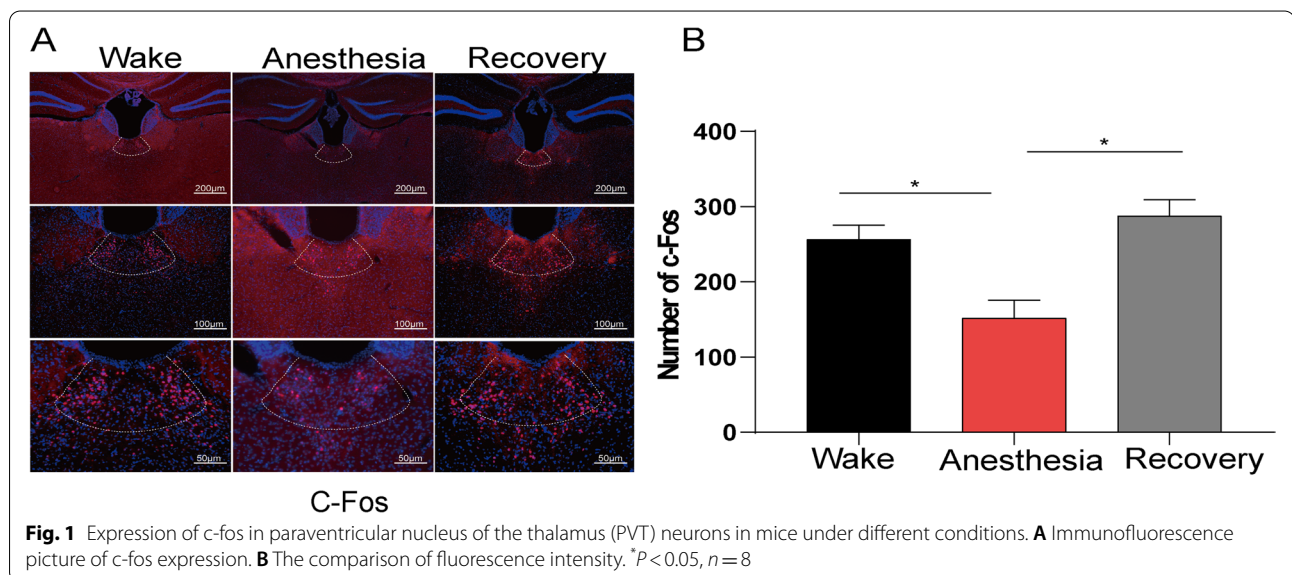 A
B
Wake Anesthesia Recovery
200μm 200μm 200μm
100μm 100μm 100μm
50μm 50μm 50μm
C-Fos
Number of c-Fos
400
300
200
100
0
* *
Wake Anesthesia Recovery
Fig. 1 Expression of c-fos in paraventricular nucleus of the thalamus (PVT) neurons in mice under different conditions. A Immunofluorescence
picture of c-fos expression. B The comparison of fluorescence intensity. *P < 0.05, n = 8